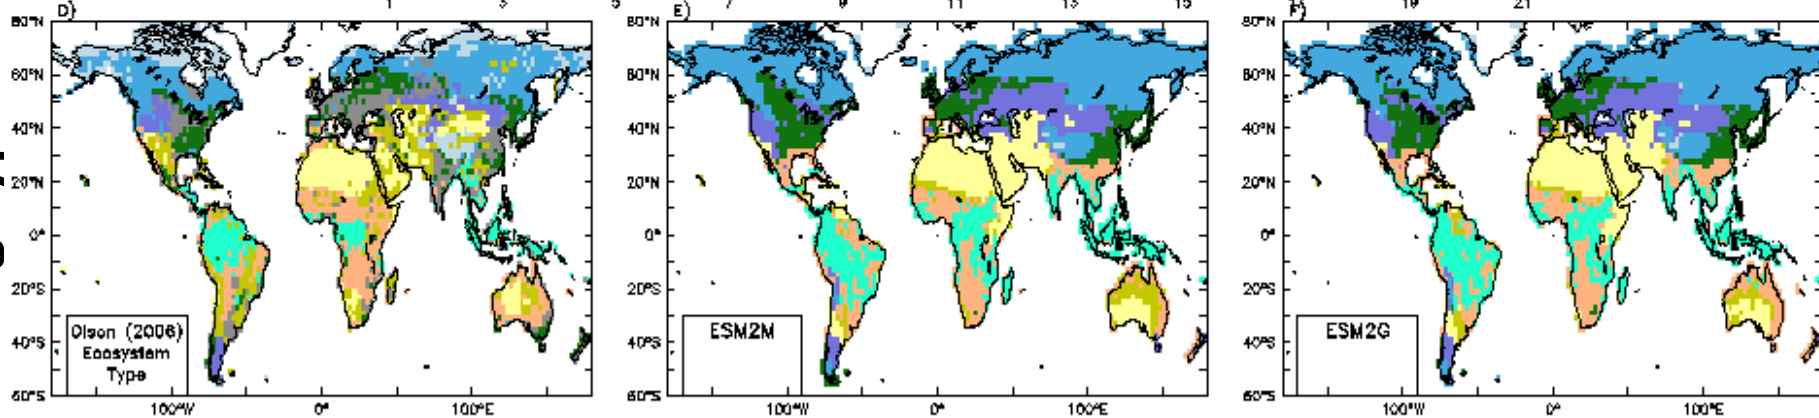 1 3 5 7 9 11 13 15 19 21
D) E) F)
80°N 80°N 80°N
60°N 60°N 60°N
40°N 40°N 40°N
20°N 20°N 20°N
0° 0° 0°
20°S 20°S 20°S
40°S 40°S 40°S
60°S 60°S 60°S
Olson (2006)
Ecosystem
Type
ESM2M
ESM2G
100°W 0° 100°E 100°W 0° 100°E 100°W 0° 100°E